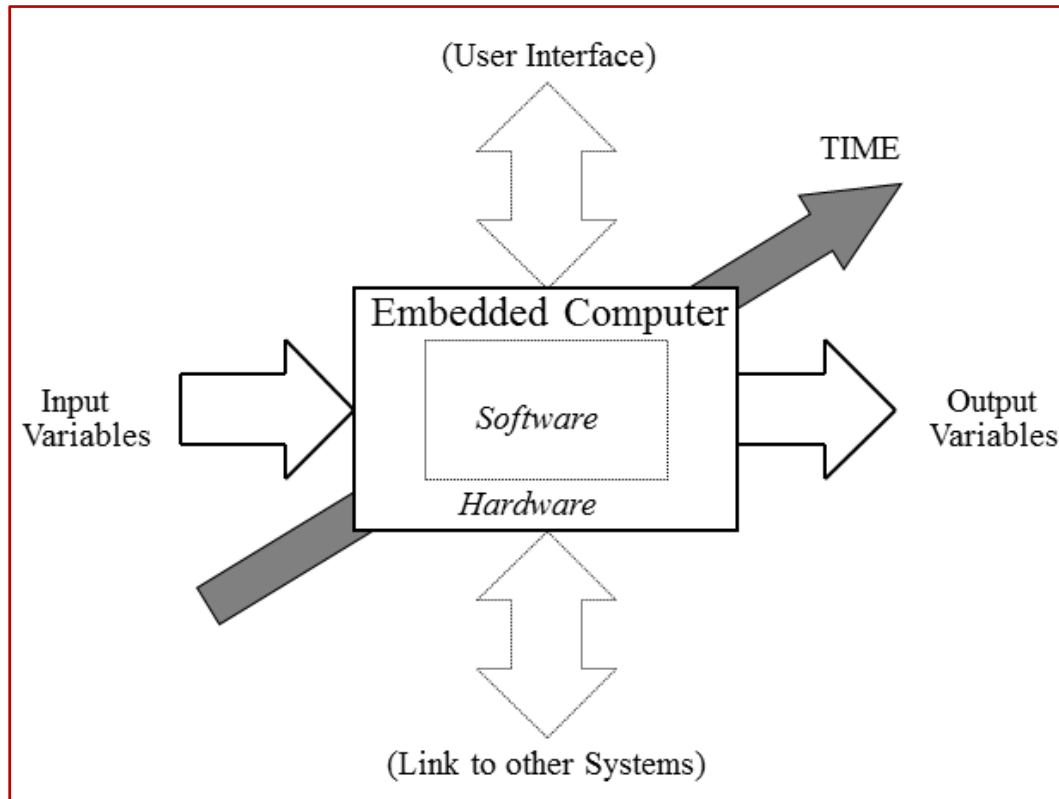 (User Interface)
TIME
Embedded Computer
Input
Variables
Software
Output
Variables
Hardware
(Link to other Systems)